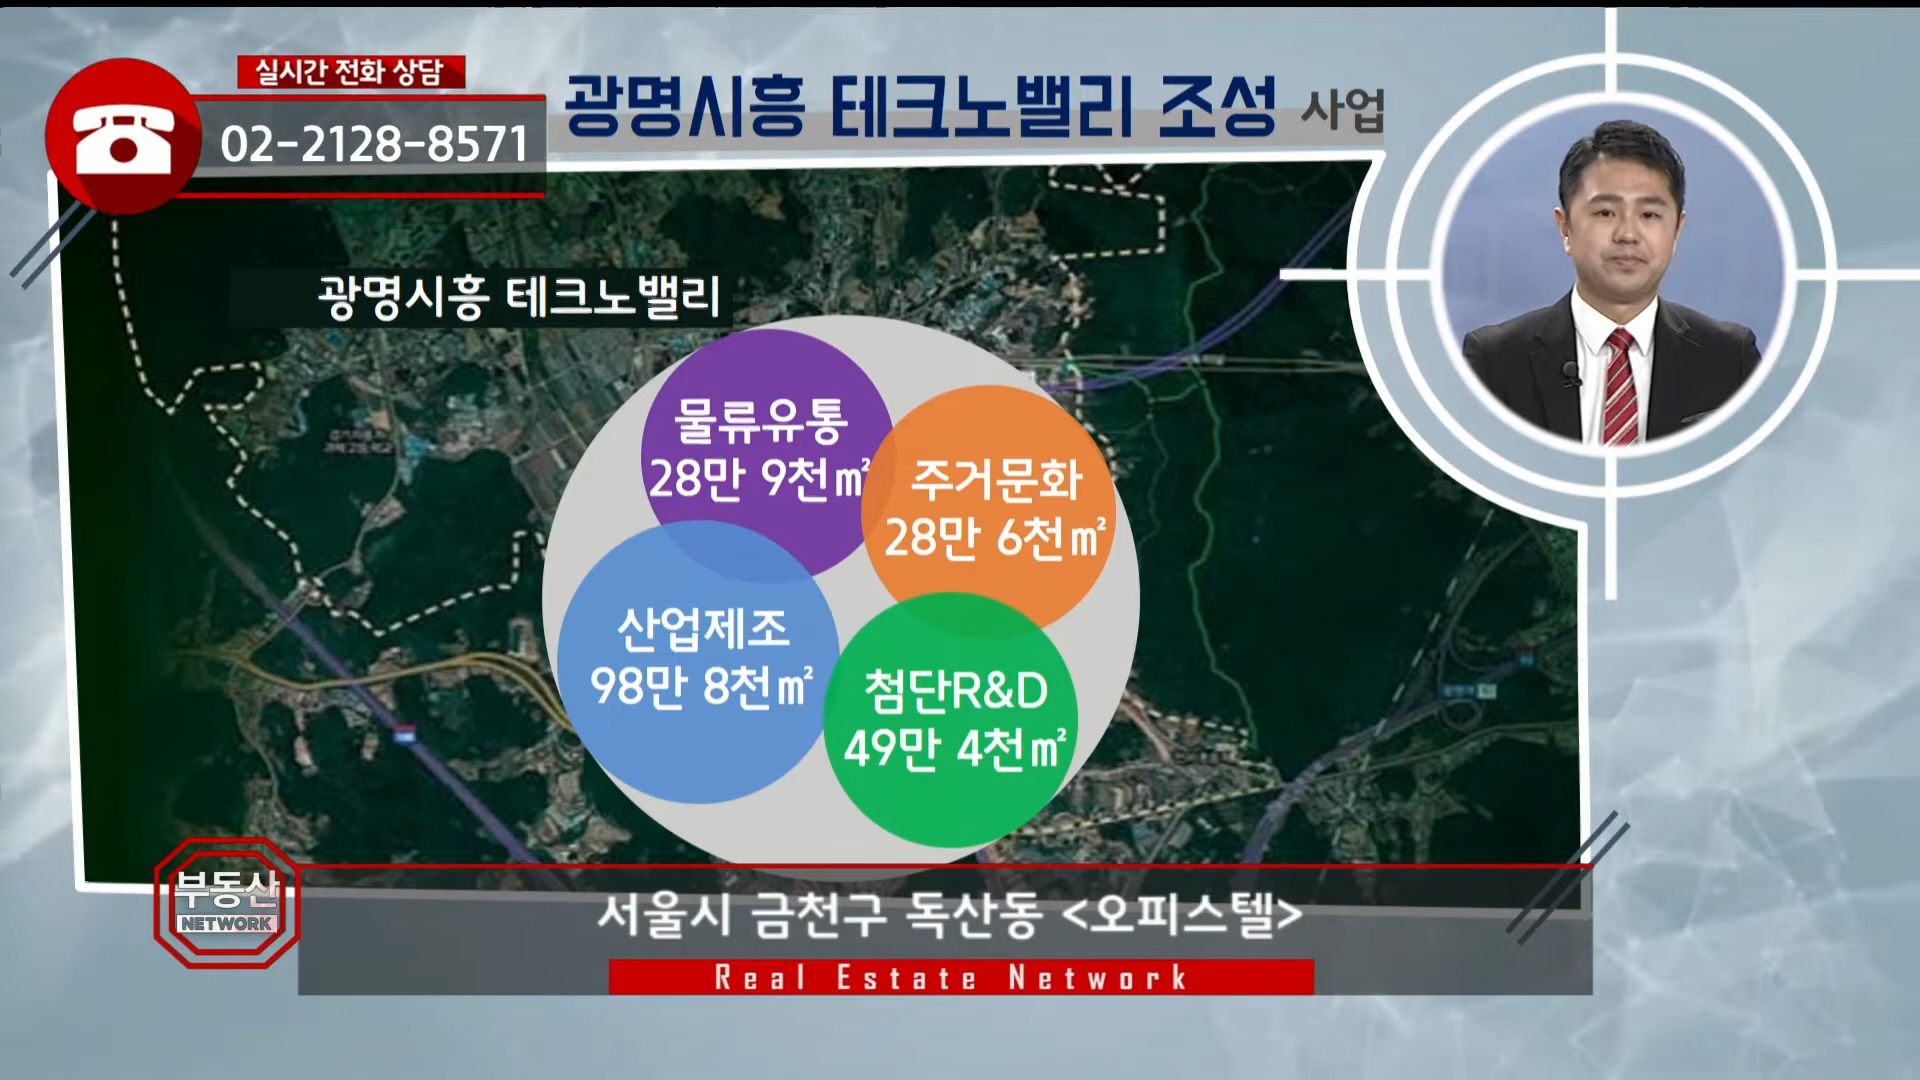 실시간 전화 상담
02-2128-8571
광명시흥 테크노밸리 조성 사업
광명시흥 테크노밸리
물류유통
28만 9천㎡
주거문화
28만 6천㎡
산업제조
98만 8천㎡
첨단R&D
49만 4천㎡
부동산
NETWORK
서울시 금천구 독산동 <오피스텔>
Real Estate Network